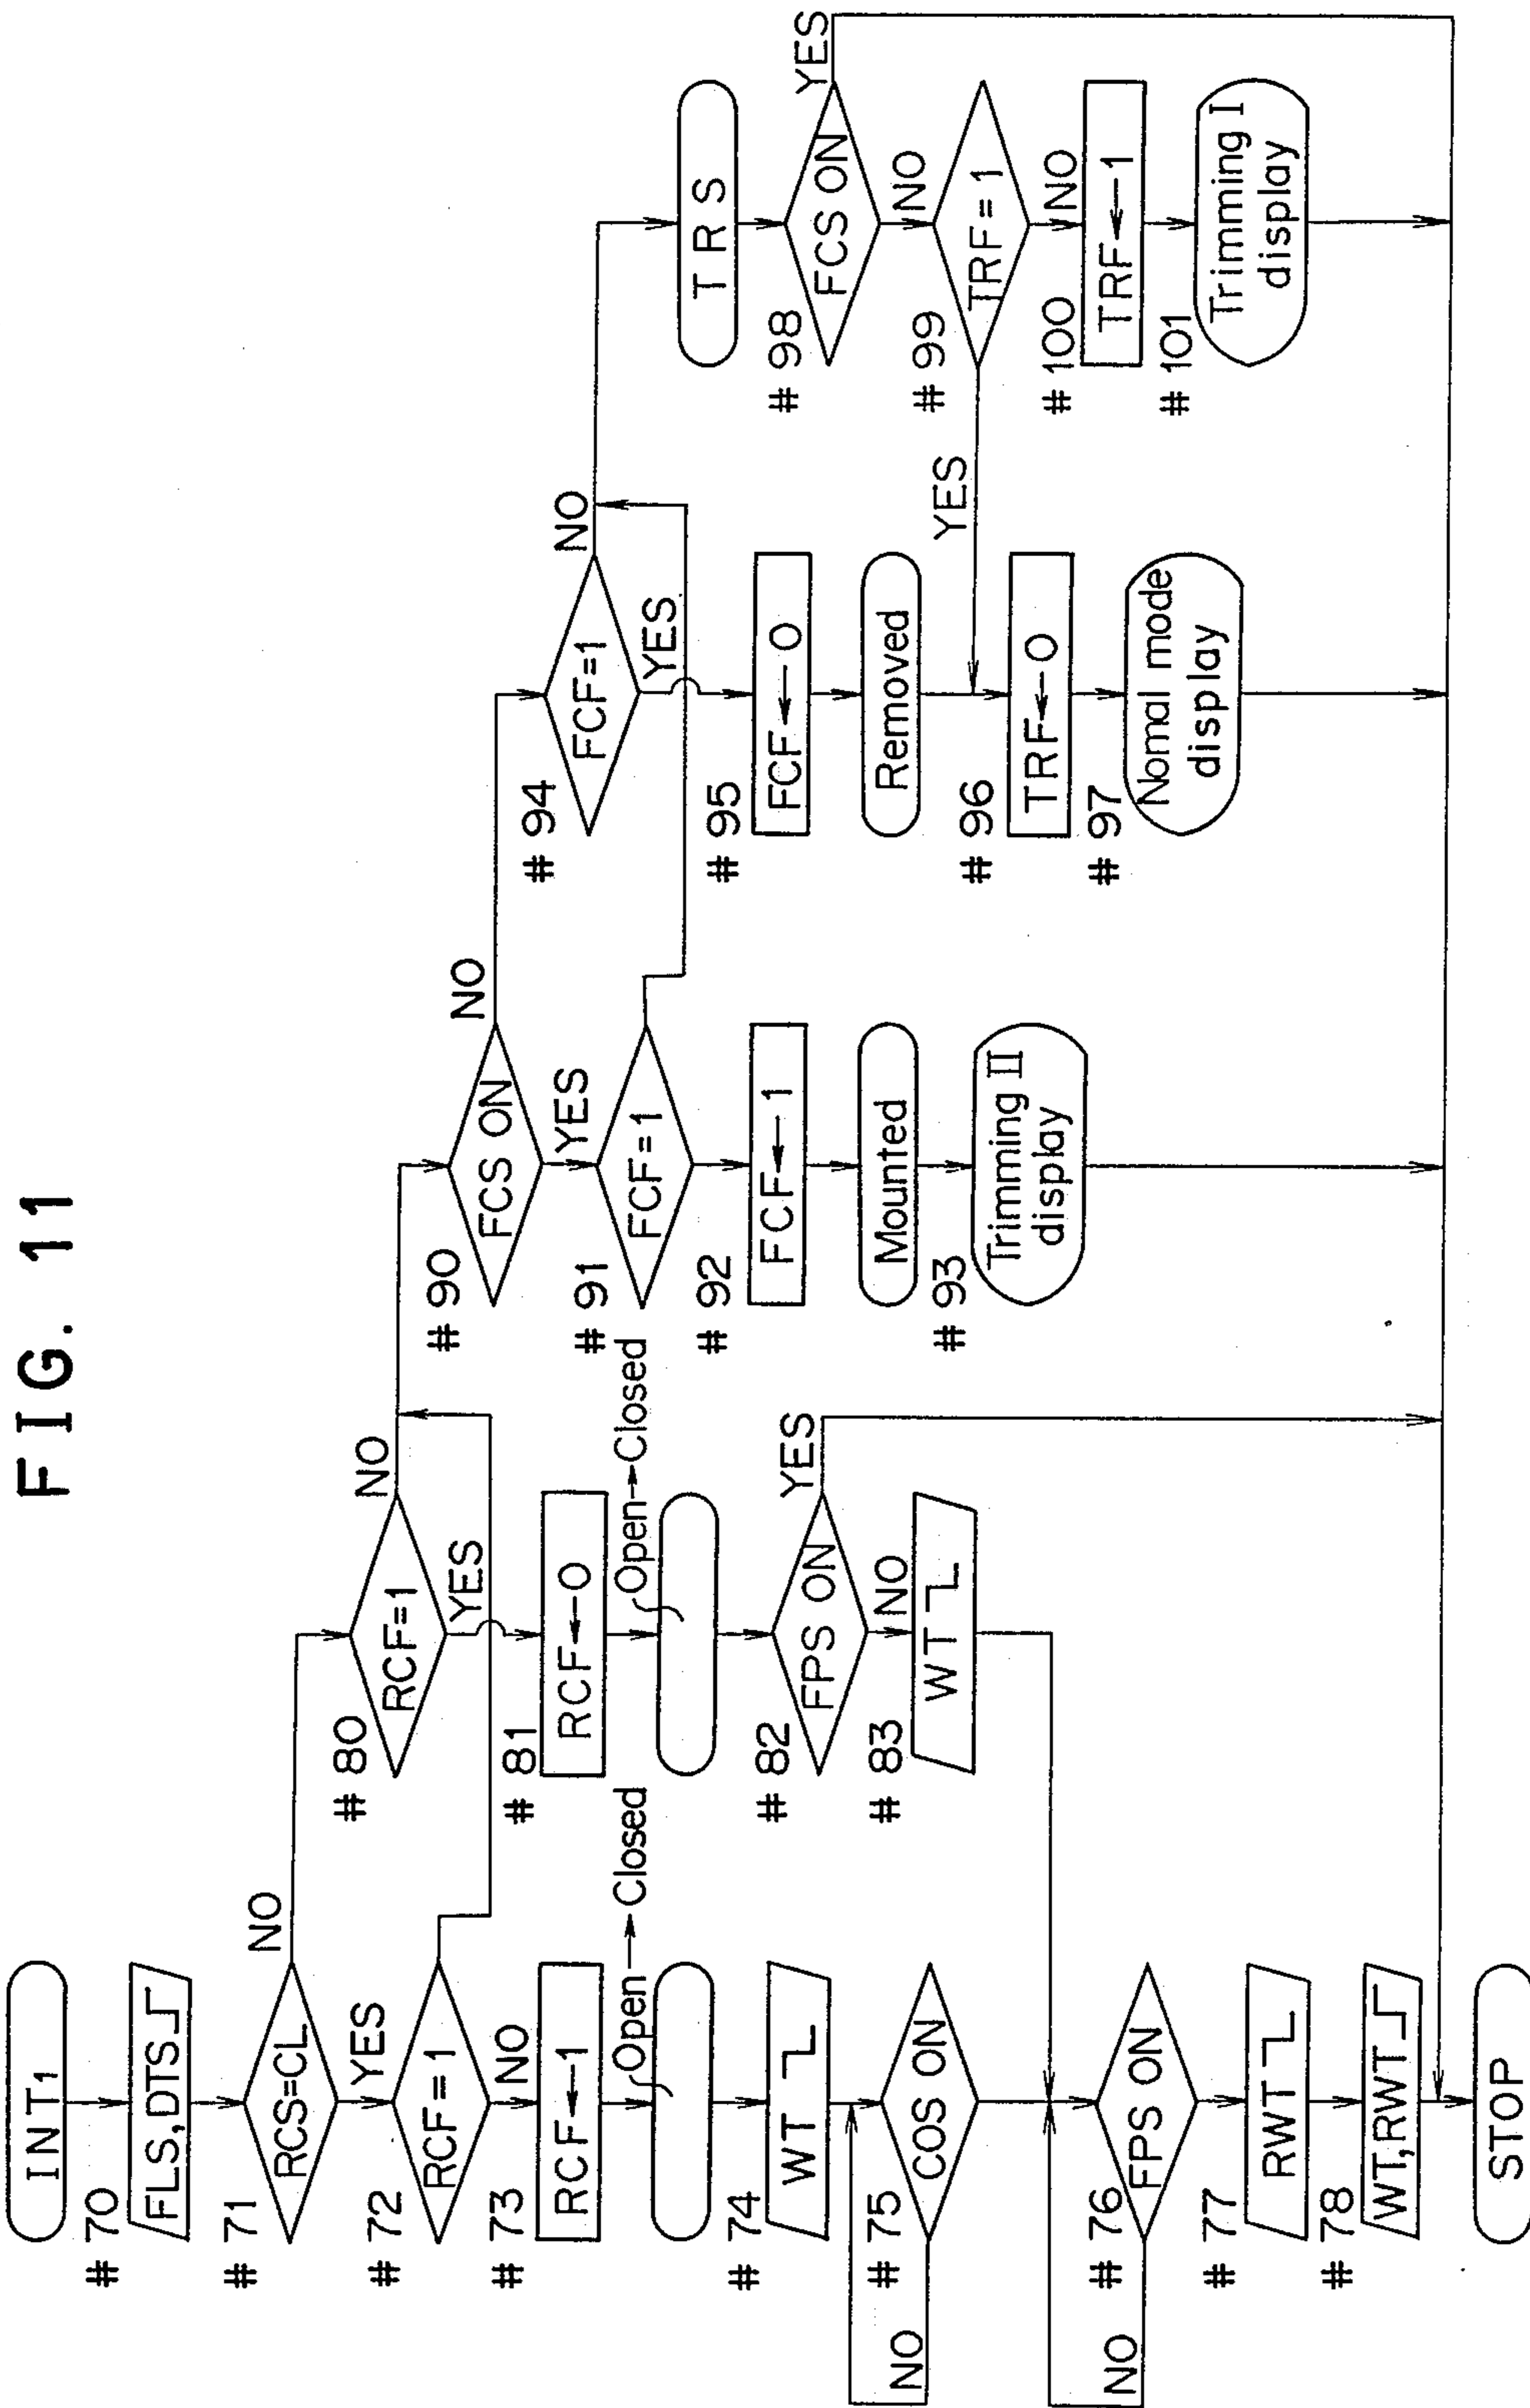 FIG. 11
INT1
#70
FLS,DTS
#71
RCS=CL
NO
YES
#72
RCF=1
NO
#73
RCF←1
Open→Closed
#74
WT
#75
COS ON
NO
#76
FPS ON
NO
#77
RWT
#78
WT,RWT
STOP
#80
RCF=1
NO
YES
#81
RCF←0
Open→Closed
#82
FPS ON
YES
NO
#83
WT
#90
FCS ON
NO
YES
#91
FCF=1
#92
FCF←1
Mounted
#93
Trimming II
display
#94
FCF=1
NO
YES
#95
FCF←0
Removed
#96
TRF←0
#97
Nomal mode
display
TRS
#98
FCS ON
YES
NO
#99
TRF=1
YES
NO
#100
TRF←1
#101
Trimming I
display